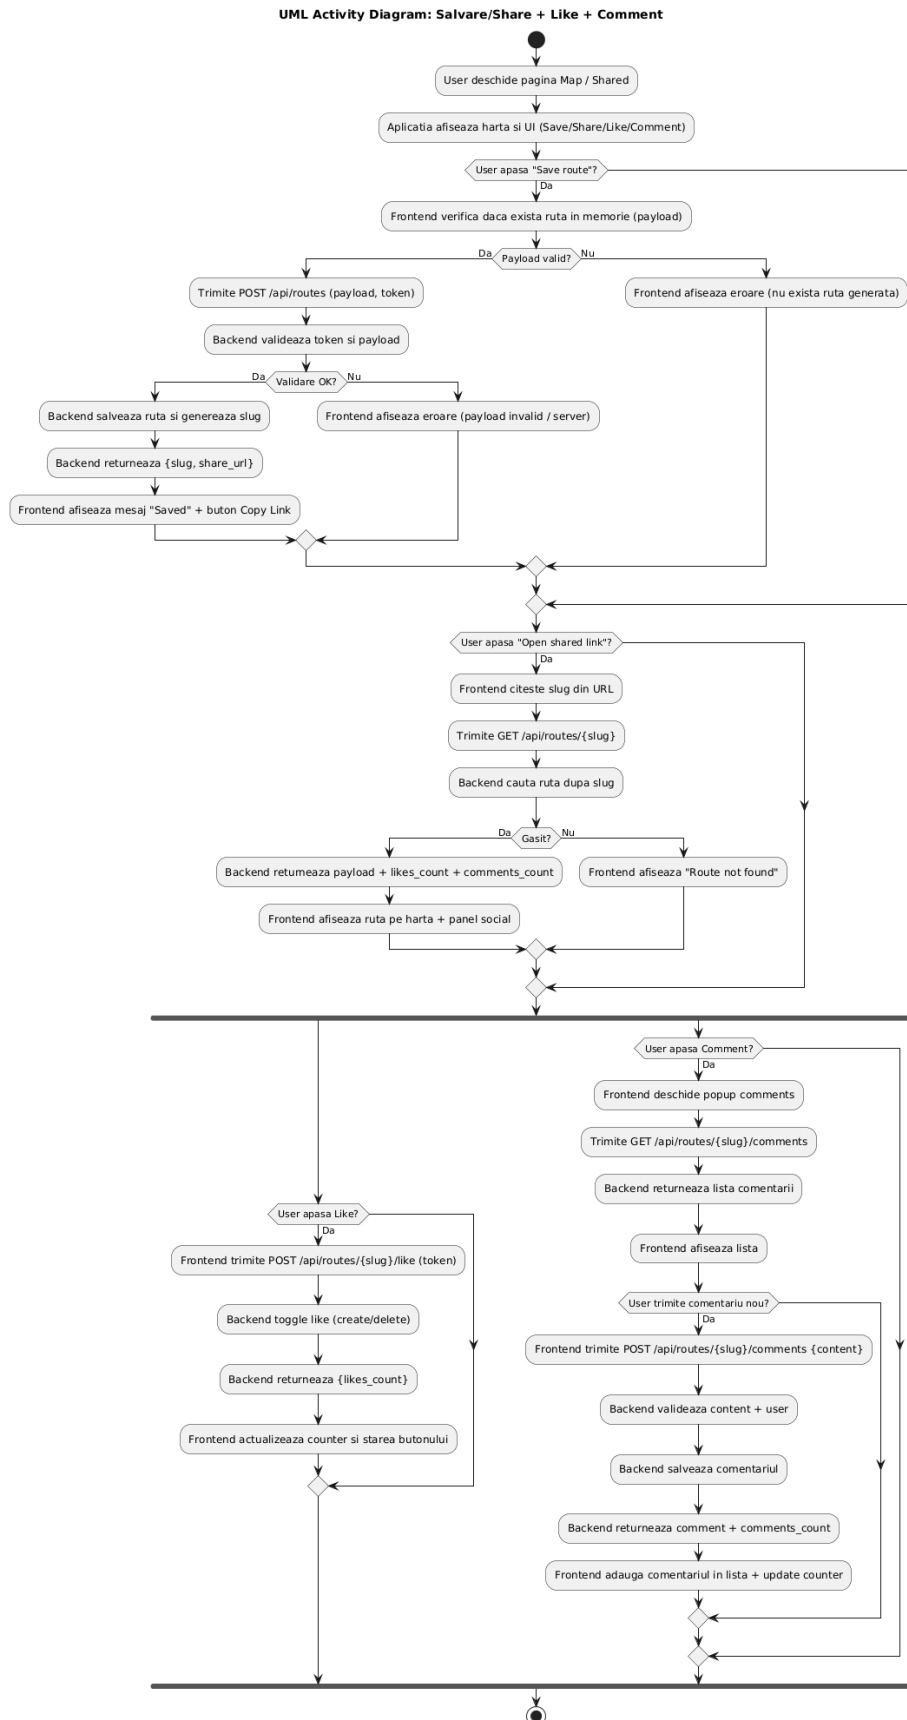 UML Activity Diagram: Salvare/Share + Like + Comment
User deschide pagina Map / Shared
Aplicatia afiseaza harta si UI (Save/Share/Like/Comment)
User apasa "Save route"?
Da
Frontend verifica daca exista ruta in memorie (payload)
Da
Payload valid?
Nu
Trimite POST /api/routes (payload, token)
Frontend afiseaza eroare (nu exista ruta generata)
Backend valideaza token si payload
Da
Validare OK?
Nu
Backend salveaza ruta si genereaza slug
Frontend afiseaza eroare (payload invalid / server)
Backend returneaza {slug, share_url}
Frontend afiseaza mesaj "Saved" + buton Copy Link
User apasa "Open shared link"?
Da
Frontend citeste slug din URL
Trimite GET /api/routes/{slug}
Backend cauta ruta dupa slug
Da
Gasit?
Nu
Backend returneaza payload + likes_count + comments_count
Frontend afiseaza "Route not found"
Frontend afiseaza ruta pe harta + panel social
User apasa Comment?
Da
Frontend deschide popup comments
Trimite GET /api/routes/{slug}/comments
Backend returneaza lista comentarii
User apasa Like?
Da
Frontend afiseaza lista
Frontend trimite POST /api/routes/{slug}/like (token)
User trimite comentariu nou?
Da
Backend toggle like (create/delete)
Frontend trimite POST /api/routes/{slug}/comments {content}
Backend returneaza {likes_count}
Backend valideaza content + user
Frontend actualizeaza counter si starea butonului
Backend salveaza comentariul
Backend returneaza comment + comments_count
Frontend adauga comentariul in lista + update counter